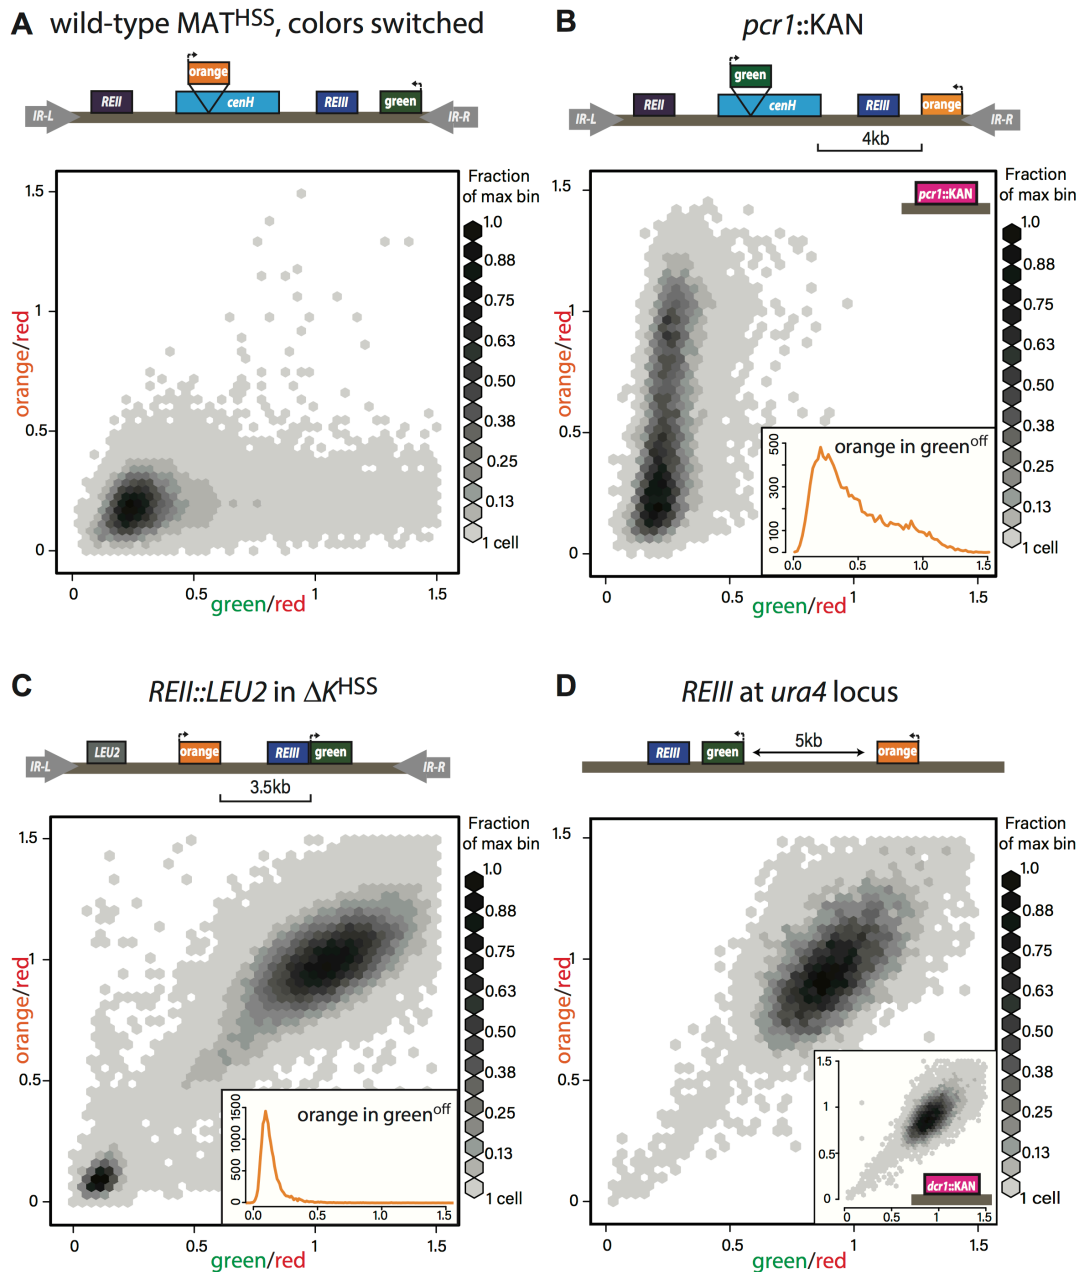 A wild-type MATHSS, colors switched
orange
REII cenH REIII green
IR-L IR-R
Fraction
of max bin
1.0
0.88
0.75
0.63
0.50
0.38
0.25
0.13
1 cell
1.5
1
0.5
0
orange/red
0 0.5 1 1.5
green/red
B pcr1::KAN
green
REII cenH REIII orange
IR-L IR-R
4kb
pcr1::KAN
Fraction
of max bin
1.0
0.88
0.75
0.63
0.50
0.38
0.25
0.13
1 cell
1.5
1
0.5
0
orange/red
orange in greenoff
500
300
100
0
0.0 0.5 1.0 1.5
0 0.5 1 1.5
green/red
C REII::LEU2 in ΔKHSS
LEU2 orange REIII green
IR-L IR-R
3.5kb
Fraction
of max bin
1.0
0.88
0.75
0.63
0.50
0.38
0.25
0.13
1 cell
1.5
1
0.5
0
orange/red
orange in greenoff
1500
1000
500
0
0.0 0.5 1.0 1.5
0 0.5 1 1.5
green/red
D REIII at ura4 locus
REIII green 5kb orange
Fraction
of max bin
1.0
0.88
0.75
0.63
0.50
0.38
0.25
0.13
1 cell
1.5
1
0.5
0
orange/red
1.5
1
0.5
0
dcr1::KAN
0 0.5 1 1.5
0 0.5 1 1.5
green/red